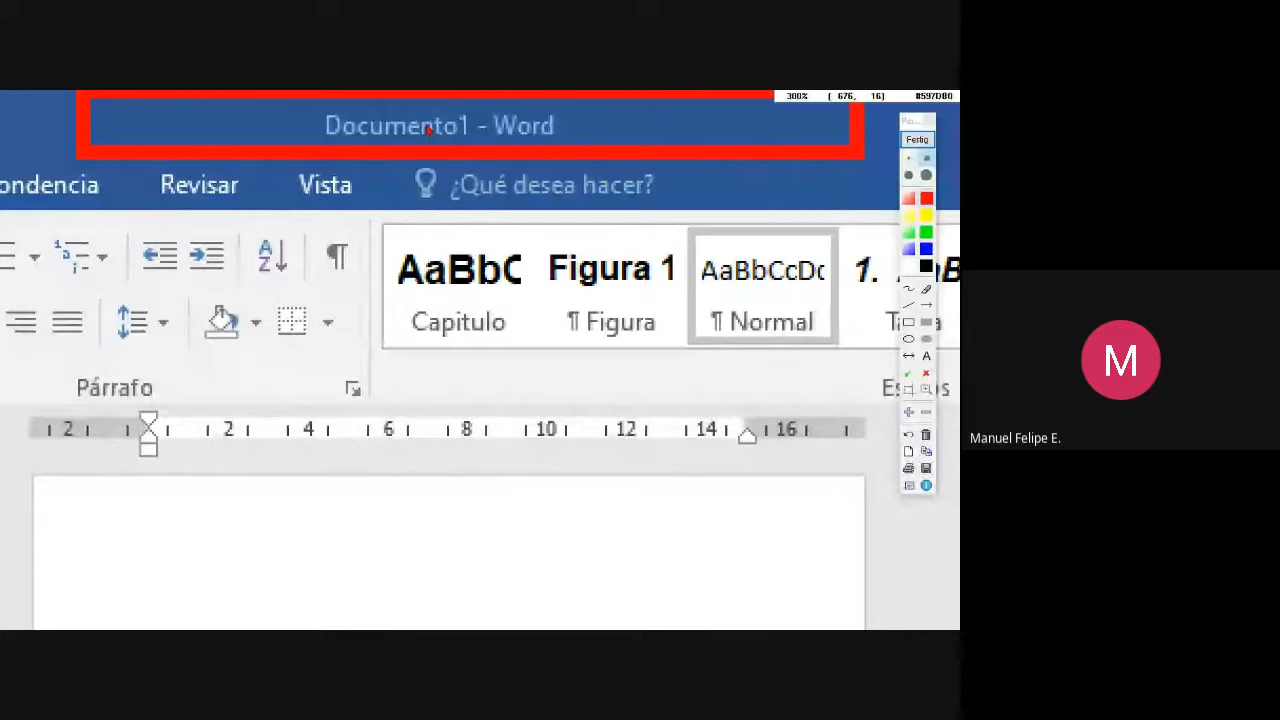 300% ( 676, 16) #597DB0
Documento1 - Word
Fertig
ondencia Revisar Vista ¿Qué desea hacer?
AaBbC Figura 1 AaBbCcDc 1.
Capitulo ¶ Figura ¶ Normal
Párrafo
2 2 4 6 8 10 12 14 16
M
Manuel Felipe E.